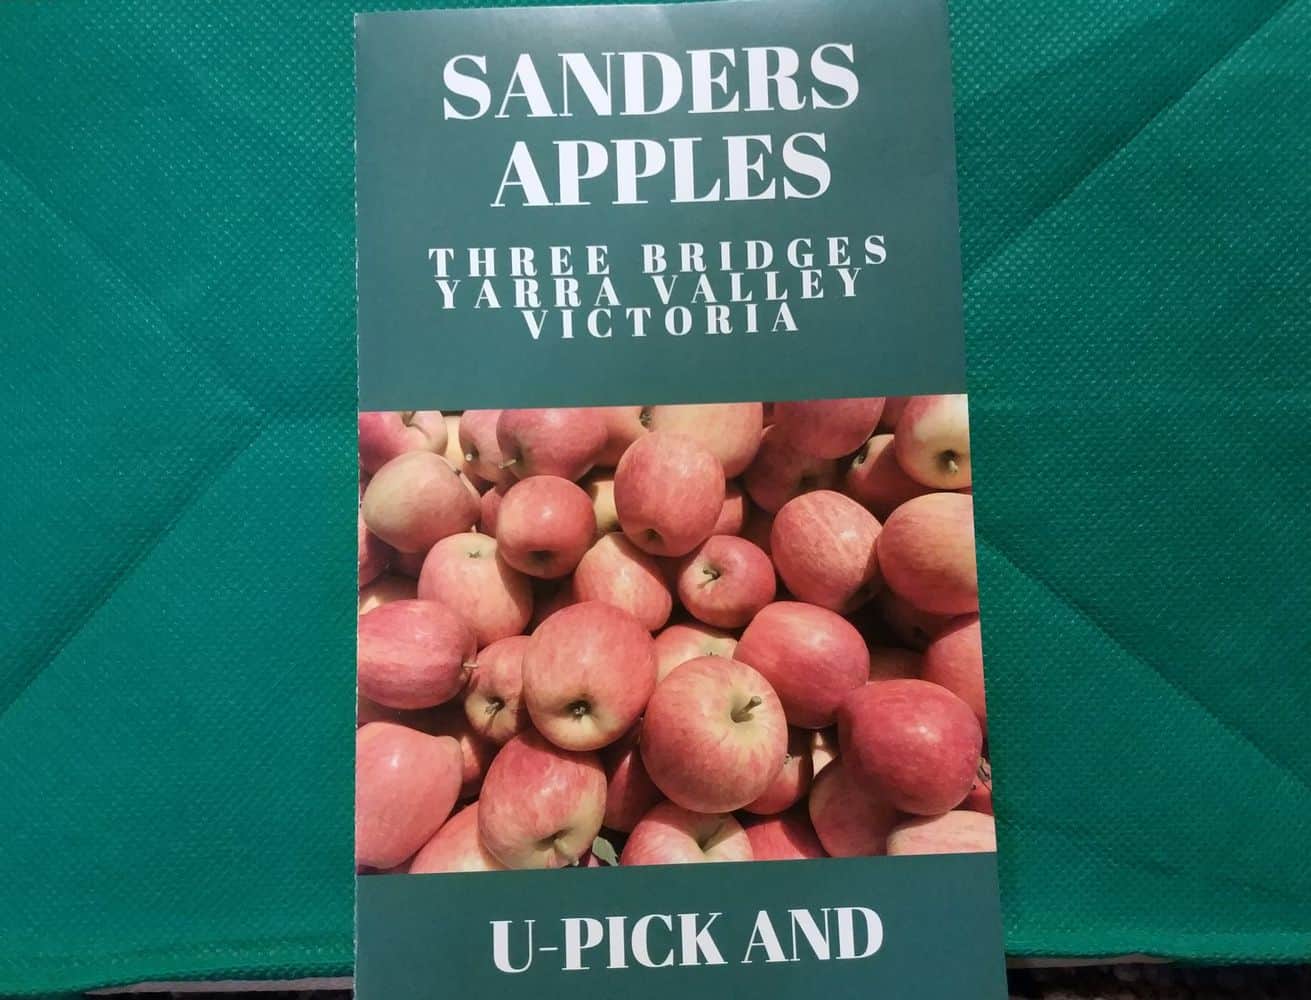 SANDERS
APPLES
THREE BRIDGES
YARRA VALLEY
VICTORIA
U-PICK AND